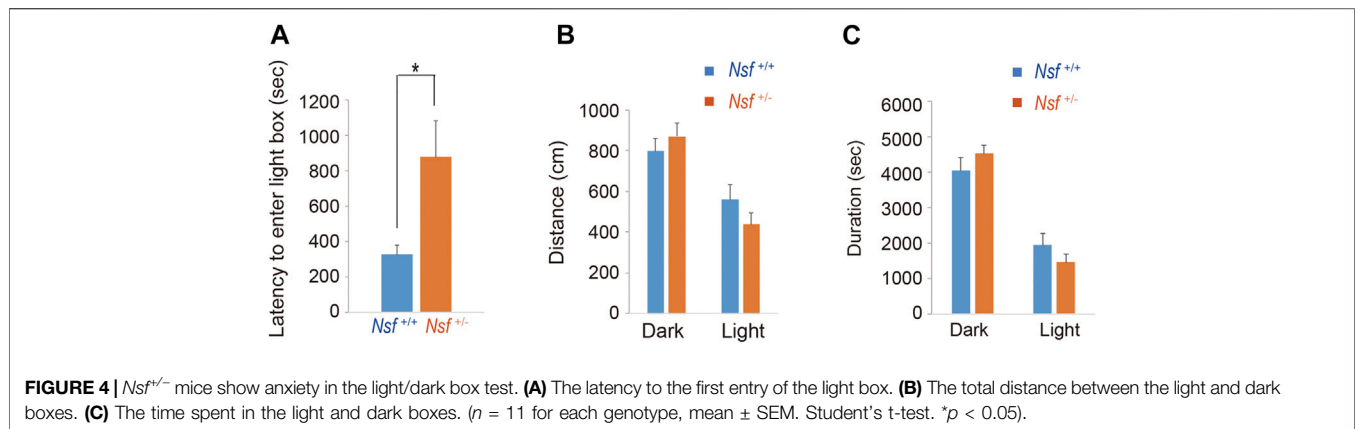 A
B
C
*
Latency to enter light box (sec)
1200
1000
800
600
400
200
0
Nsf +/+ Nsf +/-
Nsf +/+
Nsf +/-
Distance (cm)
1000
800
600
400
200
0
Dark Light
Nsf +/+
Nsf +/-
Duration (sec)
6000
5000
4000
3000
2000
1000
0
Dark Light
FIGURE 4 | Nsf+/− mice show anxiety in the light/dark box test. (A) The latency to the first entry of the light box. (B) The total distance between the light and dark
boxes. (C) The time spent in the light and dark boxes. (n = 11 for each genotype, mean ± SEM. Student’s t-test. *p < 0.05).